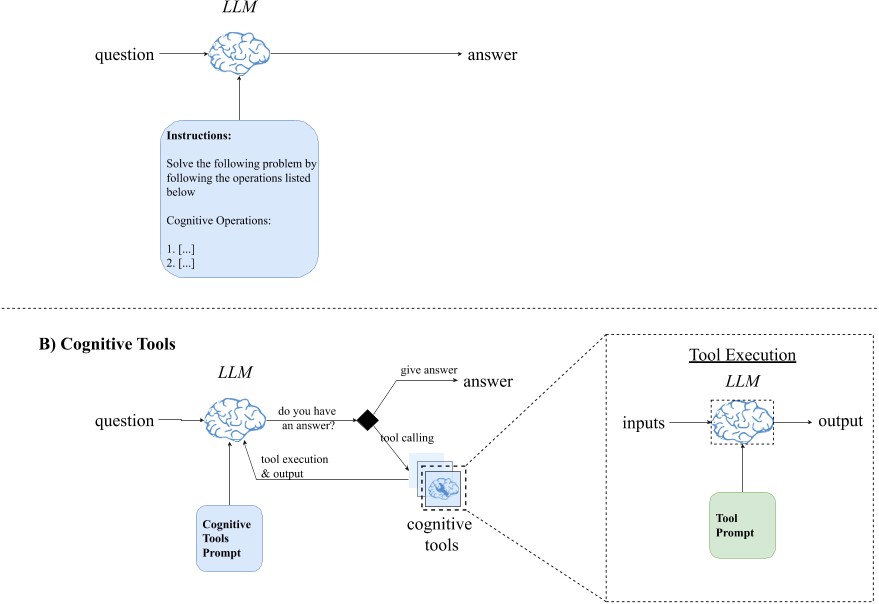 LLM
question
answer
Instructions:
Solve the following problem by
following the operations listed
below
Cognitive Operations:
1. [...]
2. [...]
B) Cognitive Tools
LLM
question
do you have
an answer?
give answer
answer
tool calling
tool execution
& output
cognitive
tools
Cognitive
Tools
Prompt
Tool Execution
LLM
inputs
output
Tool
Prompt